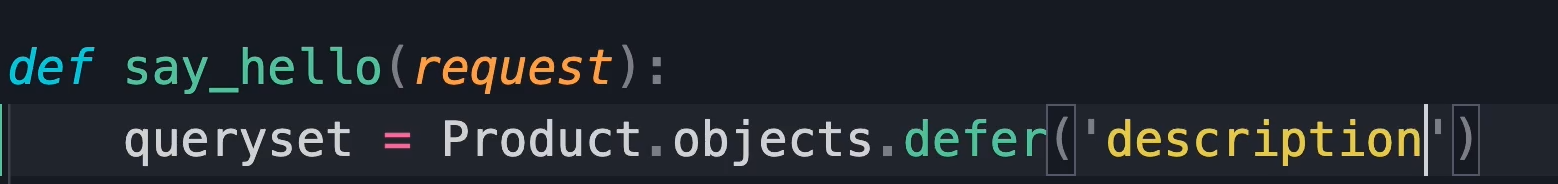 def say_hello(request):
    queryset = Product.objects.defer('description')